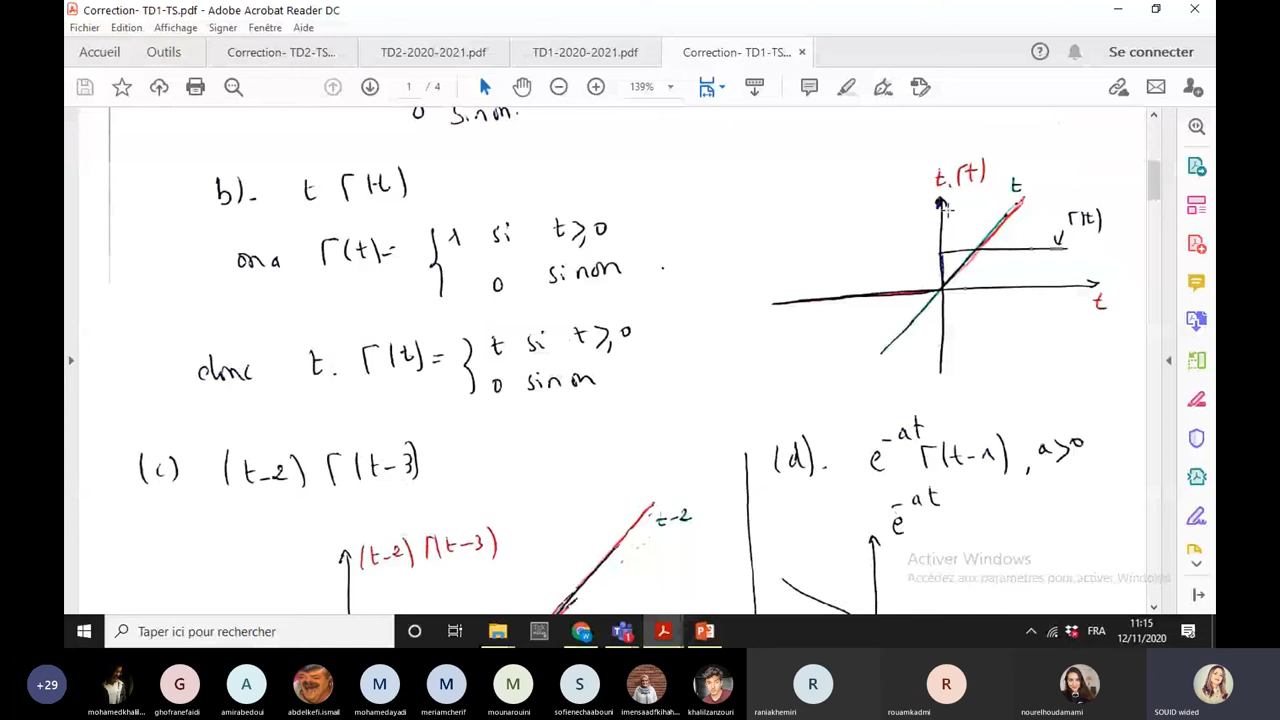 Correction- TD1-TS.pdf - Adobe Acrobat Reader DC
Fichier Edition Affichage Signer Fenêtre Aide
Accueil Outils Correction- TD2-TS... TD2-2020-2021.pdf TD1-2020-2021.pdf Correction- TD1-TS... × Se connecter
1 / 4 139%
0 sinon.
b)- t Γ(t)
on a Γ(t)= { 1 si t≥0
0 sinon
donc t. Γ(t)= { t si t≥0
0 sinon
t.Γ(t)
t
Γ(t)
t
(c) (t-2) Γ(t-3)
(t-2) Γ(t-3)
t-2
(d). e^-at Γ(t-1), a>0
e^-at
Activer Windows
Accédez aux paramètres pour activer Windows
Taper ici pour rechercher
FRA
11:15
12/11/2020
+29 G A M M M S R R
mohamedkhalil... ghofranefaidi amirabedoui abdelkefi.ismail mohamedayadi meriamcherif mounarouini sofienechaabouni imensaadfkihah... khalilzanzouri raniakhemiri rouamkadmi nourelhoudamami SOUID wided